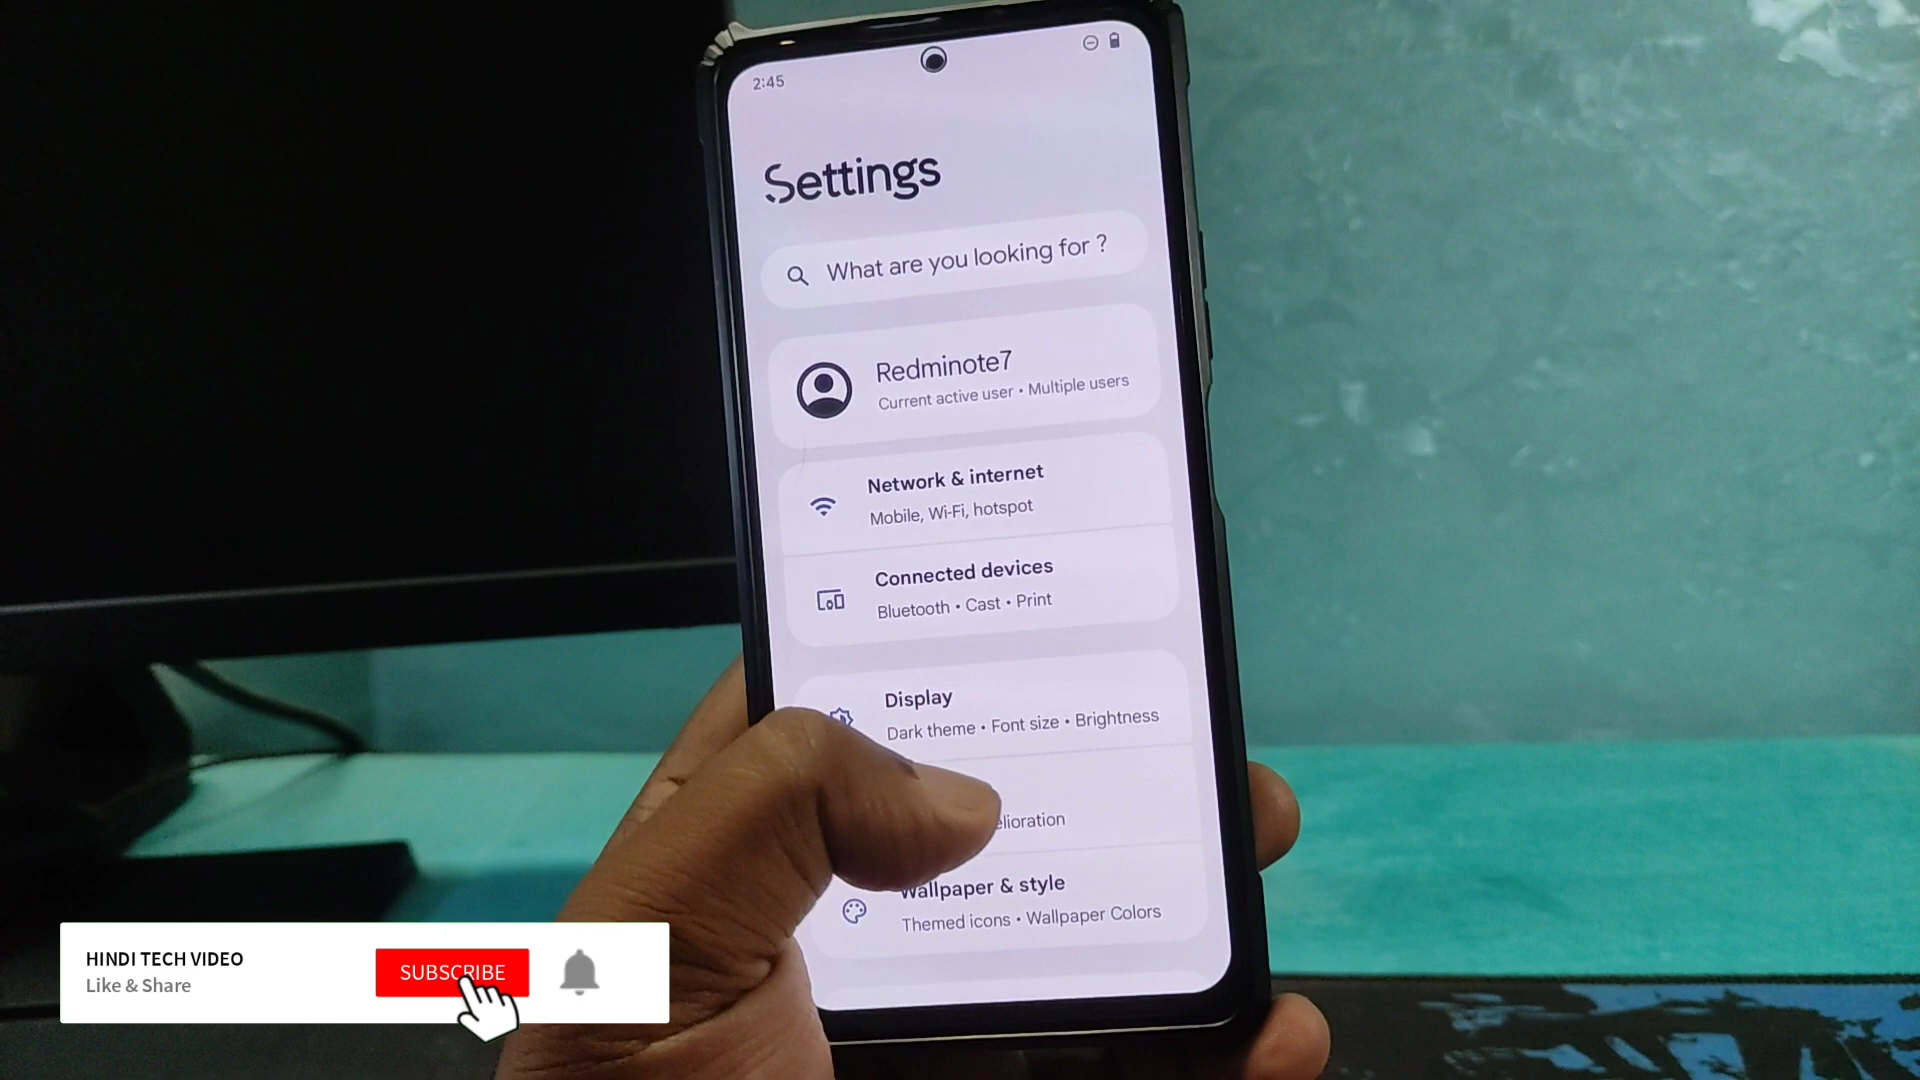 2:45
Settings
What are you looking for ?
Redminote7
Current active user • Multiple users
Network & internet
Mobile, Wi-Fi, hotspot
Connected devices
Bluetooth • Cast • Print
Display
Dark theme • Font size • Brightness
Wallpaper & style
Themed icons • Wallpaper Colors
HINDI TECH VIDEO
Like & Share
SUBSCRIBE